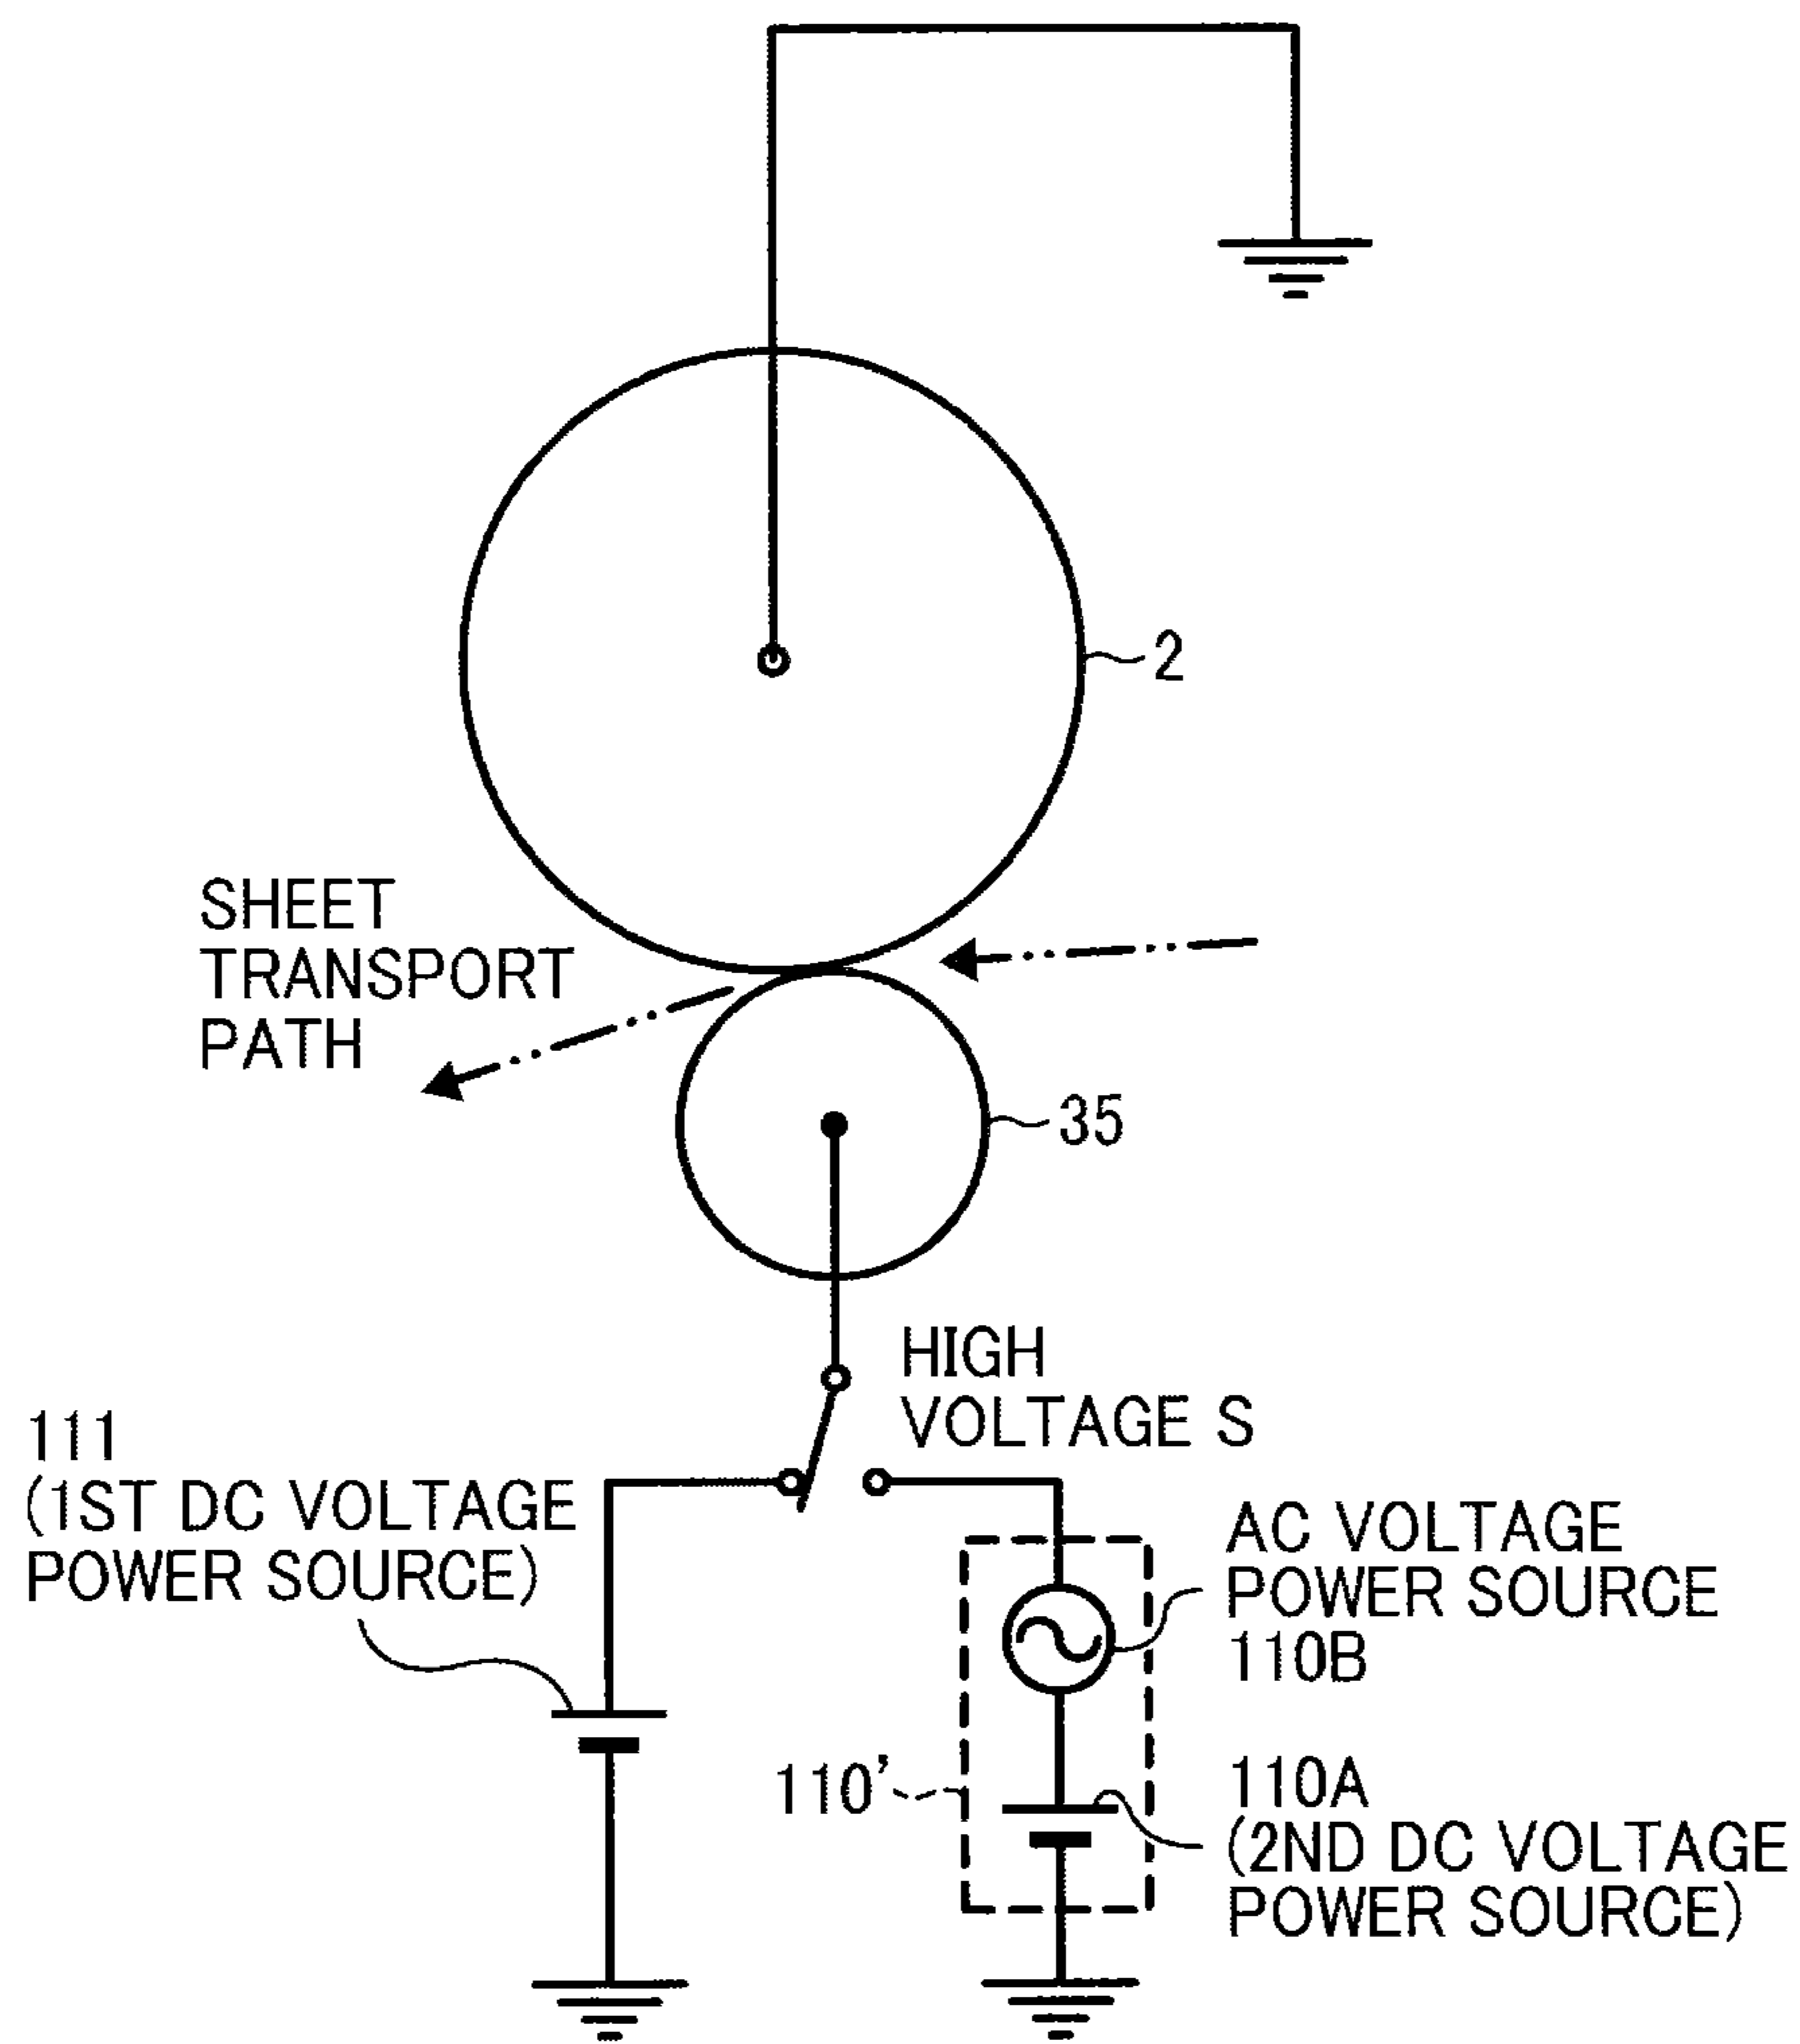 2
SHEET
TRANSPORT
PATH
35
HIGH
VOLTAGE S
111
(1ST DC VOLTAGE
POWER SOURCE)
AC VOLTAGE
POWER SOURCE
110B
110'
110A
(2ND DC VOLTAGE
POWER SOURCE)